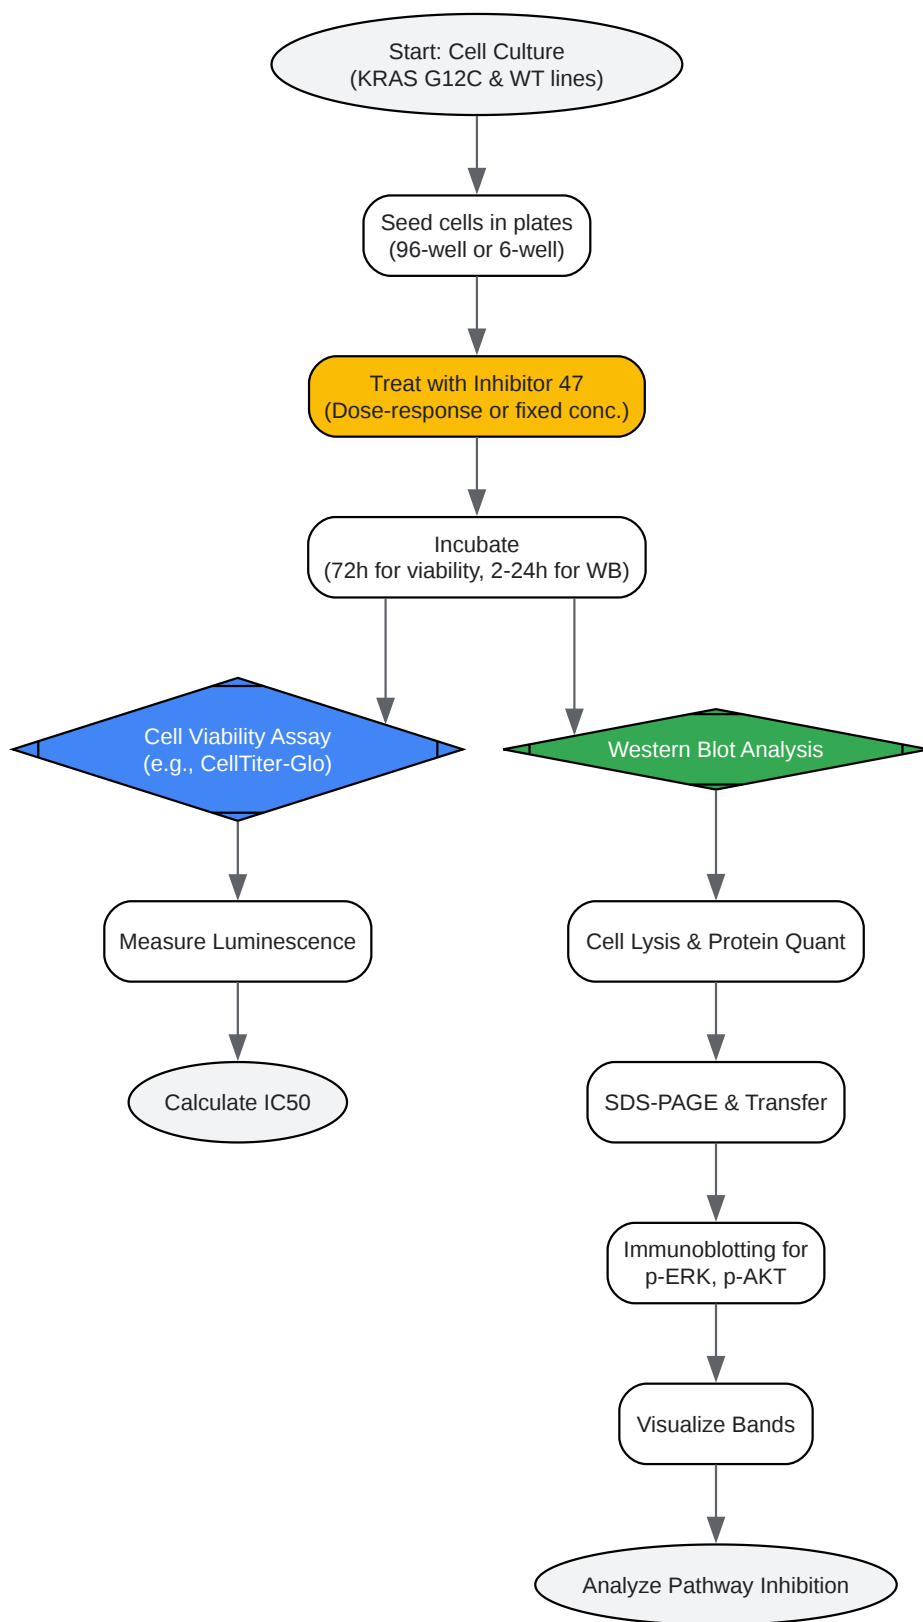 Start: Cell Culture
(KRAS G12C & WT lines)
Seed cells in plates
(96-well or 6-well)
Treat with Inhibitor 47
(Dose-response or fixed conc.)
Incubate
(72h for viability, 2-24h for WB)
Cell Viability Assay
(e.g., CellTiter-Glo)
Western Blot Analysis
Measure Luminescence
Cell Lysis & Protein Quant
Calculate IC50
SDS-PAGE & Transfer
Immunoblotting for
p-ERK, p-AKT
Visualize Bands
Analyze Pathway Inhibition